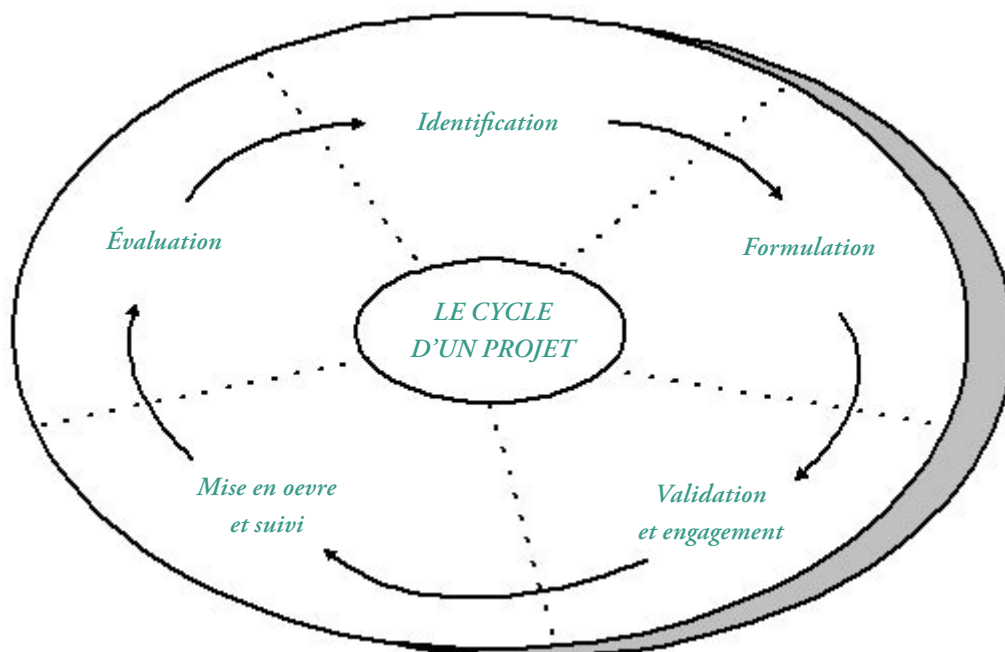 Identification
Évaluation
Formulation
LE CYCLE
D’UN PROJET
Mise en oevre
et suivi
Validation
et engagement